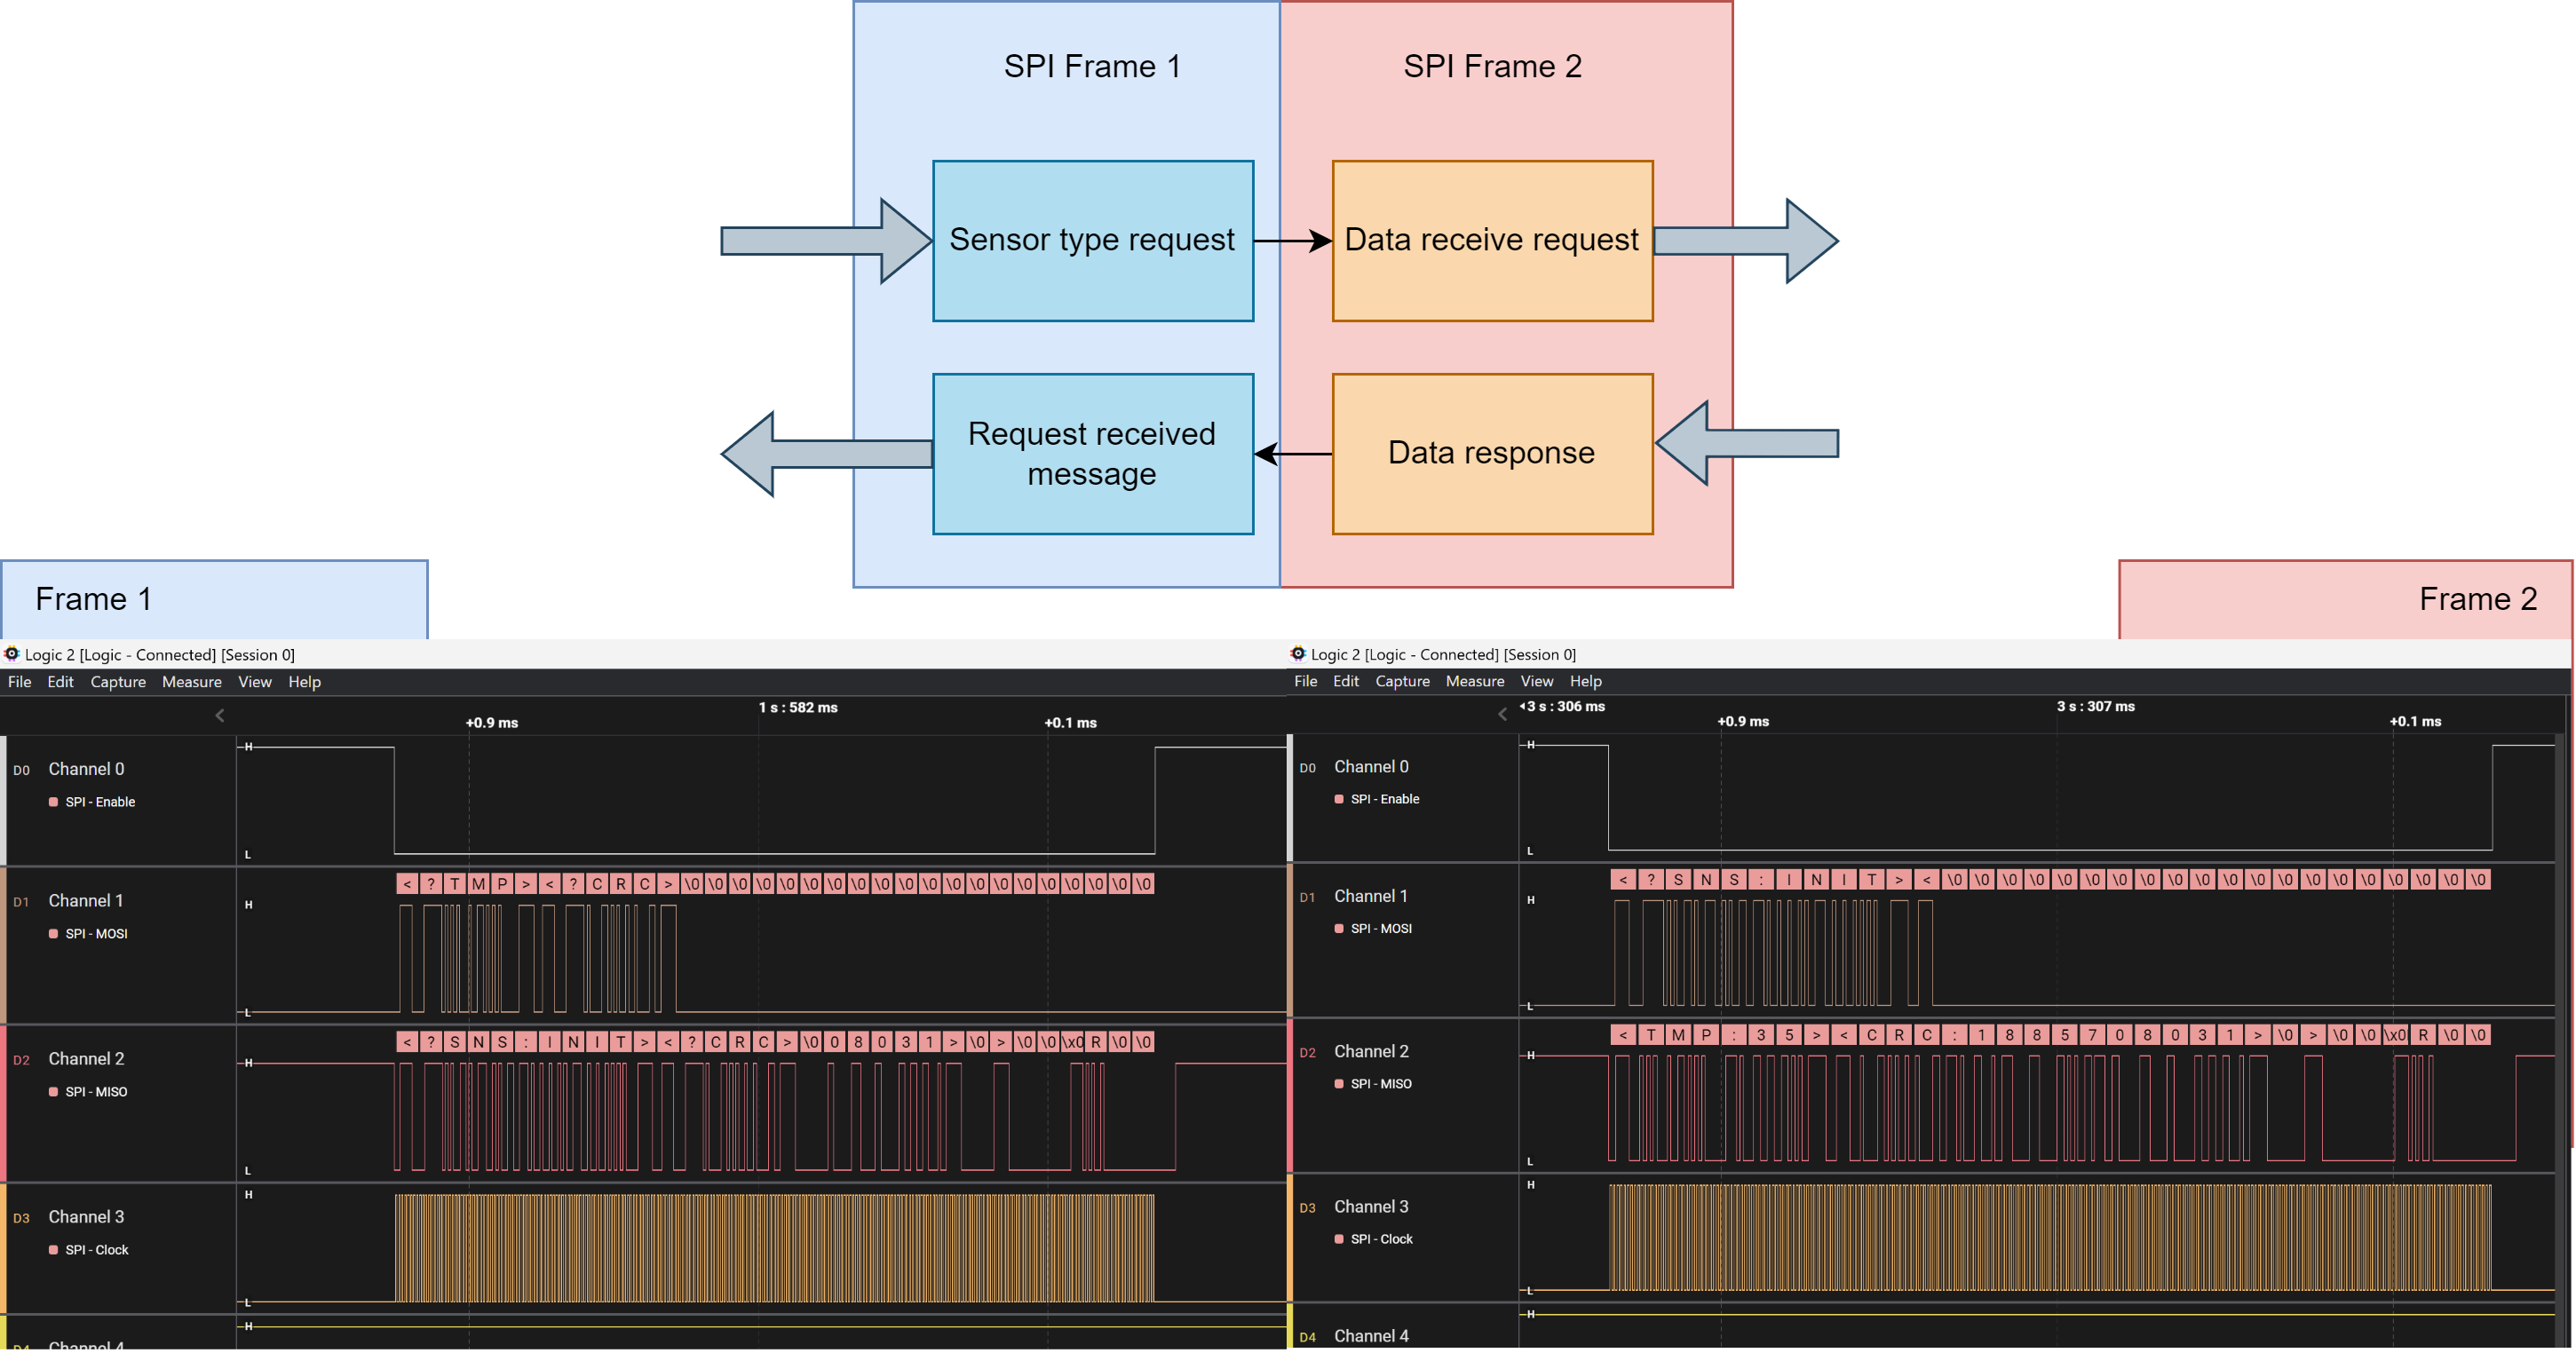 SPI Frame 1
SPI Frame 2
Sensor type request
Data receive request
Request received
message
Data response
Frame 1
Frame 2
Logic 2 [Logic - Connected] [Session 0]
File Edit Capture Measure View Help
1 s : 582 ms
+0.9 ms
+0.1 ms
D0 Channel 0
SPI - Enable
H
L
< ? T M P > < ? C R C > \0 \0 \0 \0 \0 \0 \0 \0 \0 \0 \0 \0 \0 \0 \0 \0 \0 \0 \0 \0
D1 Channel 1
SPI - MOSI
H
L
< ? S N S : I N I T > < ? C R C > \0 0 8 0 3 1 > \0 > \0 \0 \x0 R \0 \0
D2 Channel 2
SPI - MISO
H
L
D3 Channel 3
SPI - Clock
H
L
H
D4 Channel 4
Logic 2 [Logic - Connected] [Session 0]
File Edit Capture Measure View Help
3 s : 306 ms
3 s : 307 ms
+0.9 ms
+0.1 ms
D0 Channel 0
SPI - Enable
H
L
< ? S N S : I N I T > < \0 \0 \0 \0 \0 \0 \0 \0 \0 \0 \0 \0 \0 \0 \0 \0 \0 \0 \0 \0
D1 Channel 1
SPI - MOSI
H
L
< T M P : 3 5 > < C R C : 1 8 8 5 7 0 8 0 3 1 > \0 > \0 \0 \x0 R \0 \0
D2 Channel 2
SPI - MISO
H
L
D3 Channel 3
SPI - Clock
H
L
H
D4 Channel 4